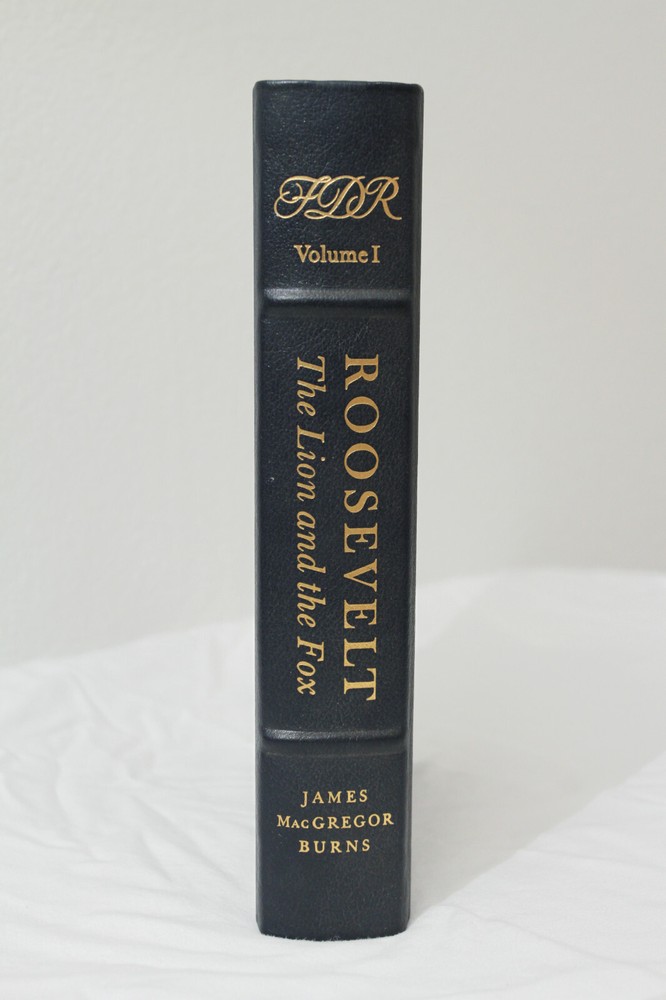 FDR
Volume I
ROOSEVELT
The Lion and the Fox
JAMES
MacGREGOR
BURNS